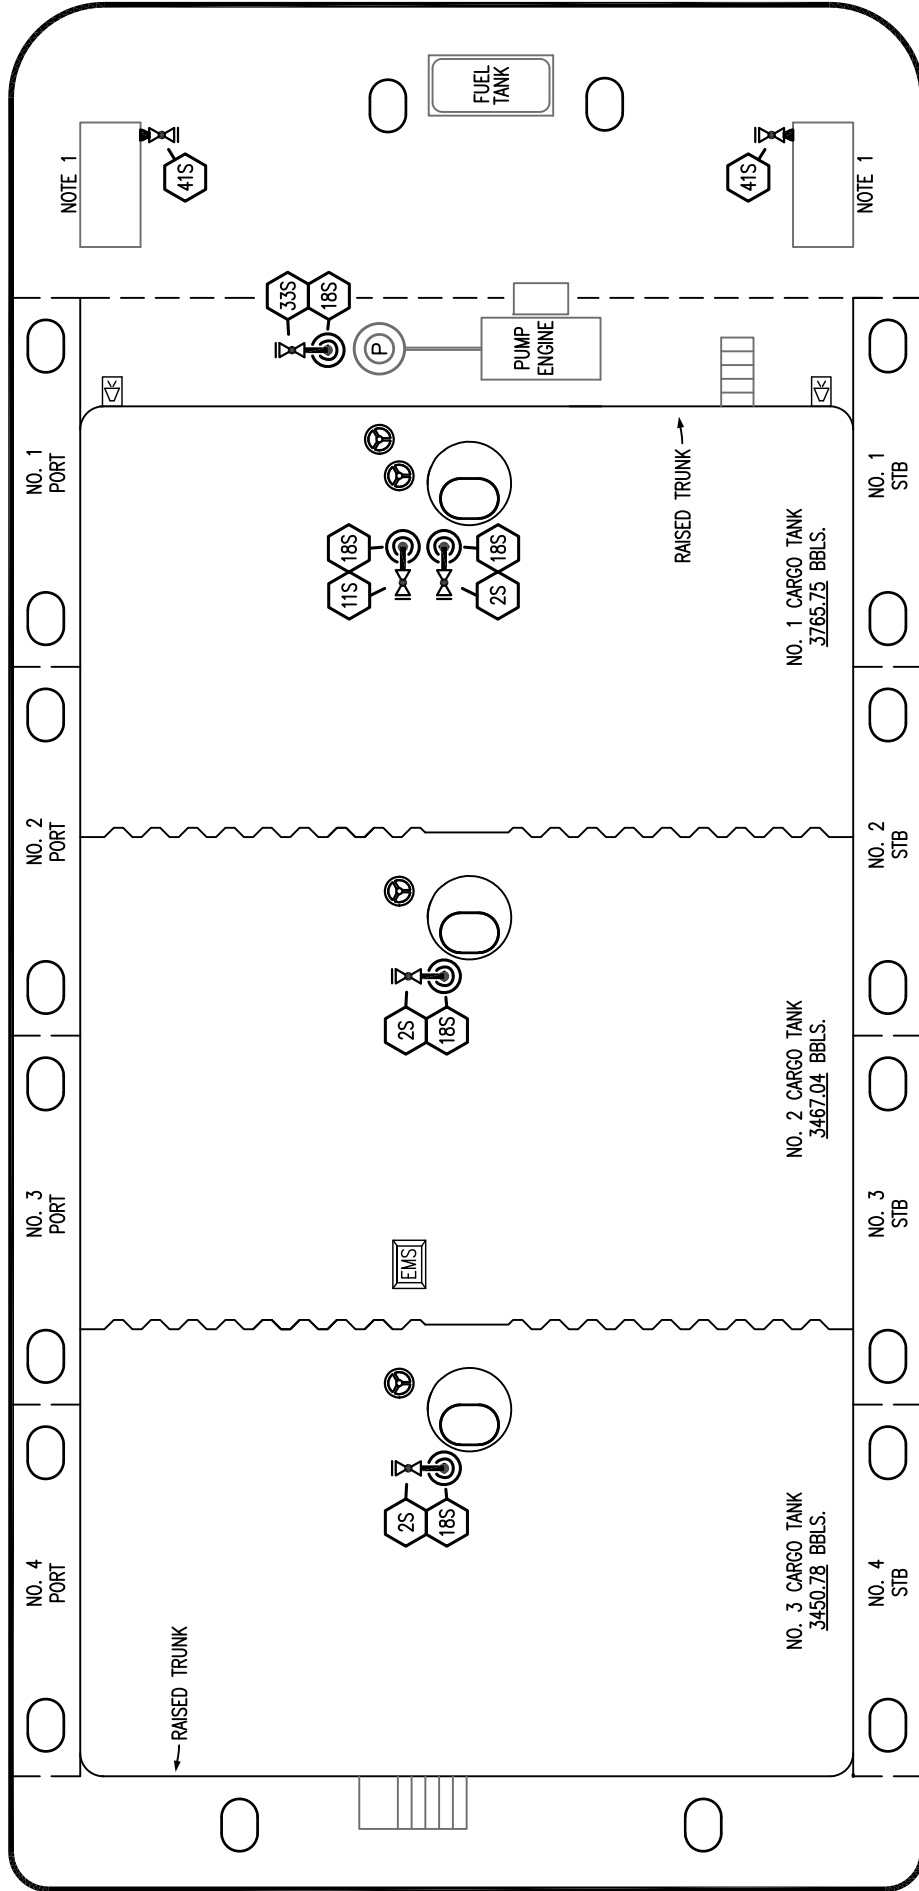 FUEL
TANK
NOTE 1
41S
41S
NOTE 1
33S
18S
P
PUMP
ENGINE
NO. 1
PORT
RAISED TRUNK
NO. 1
STB
18S
11S
18S
2S
NO. 1 CARGO TANK
3765.75 BBLS.
NO. 2
PORT
NO. 2
STB
2S
18S
NO. 2 CARGO TANK
3467.04 BBLS.
NO. 3
PORT
NO. 3
STB
EMS
2S
18S
NO. 3 CARGO TANK
3450.78 BBLS.
NO. 4
PORT
NO. 4
STB
RAISED TRUNK